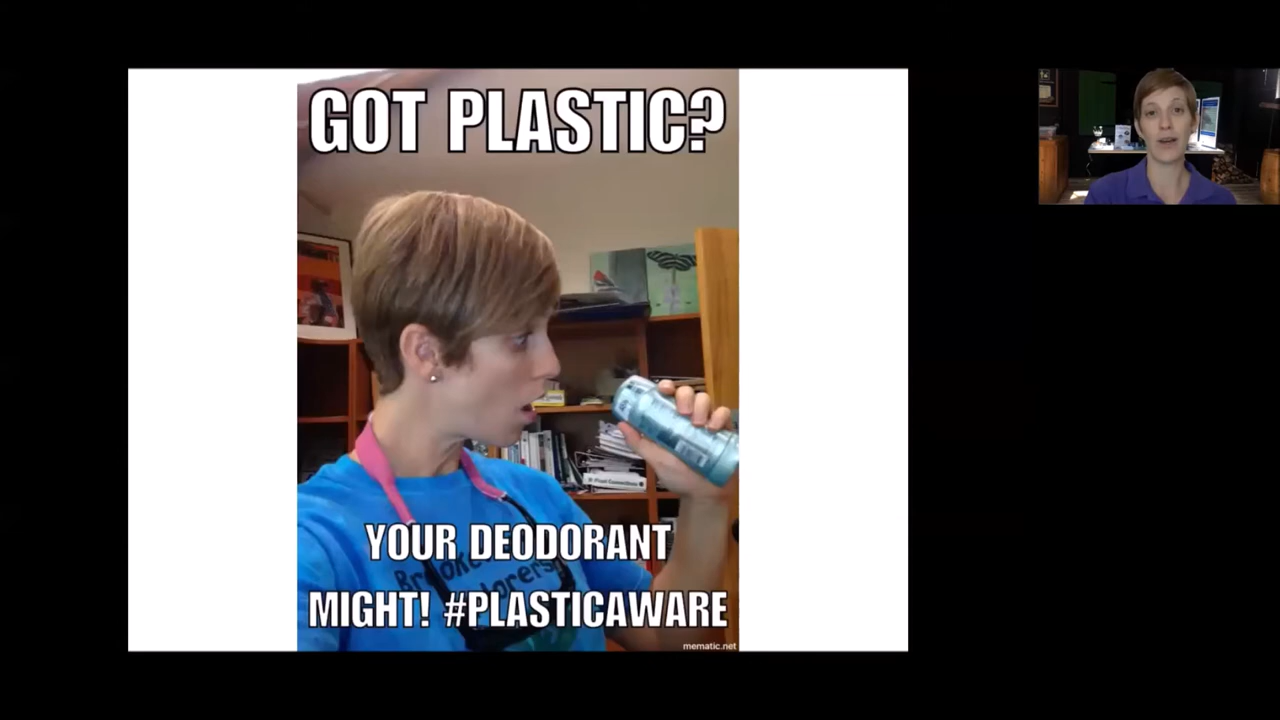 GOT PLASTIC?
YOUR DEODORANT
MIGHT! #PLASTICAWARE
mematic.net